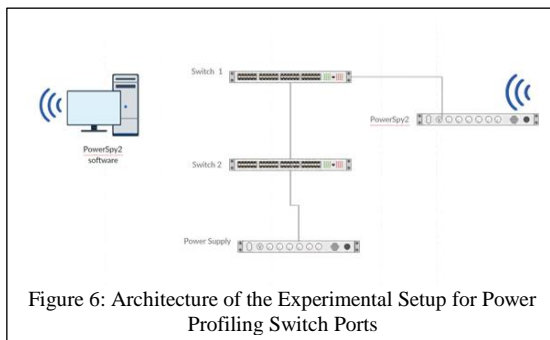 Switch 1
PowerSpy2
PowerSpy2
software
Switch 2
Power Supply
Figure 6: Architecture of the Experimental Setup for Power
Profiling Switch Ports